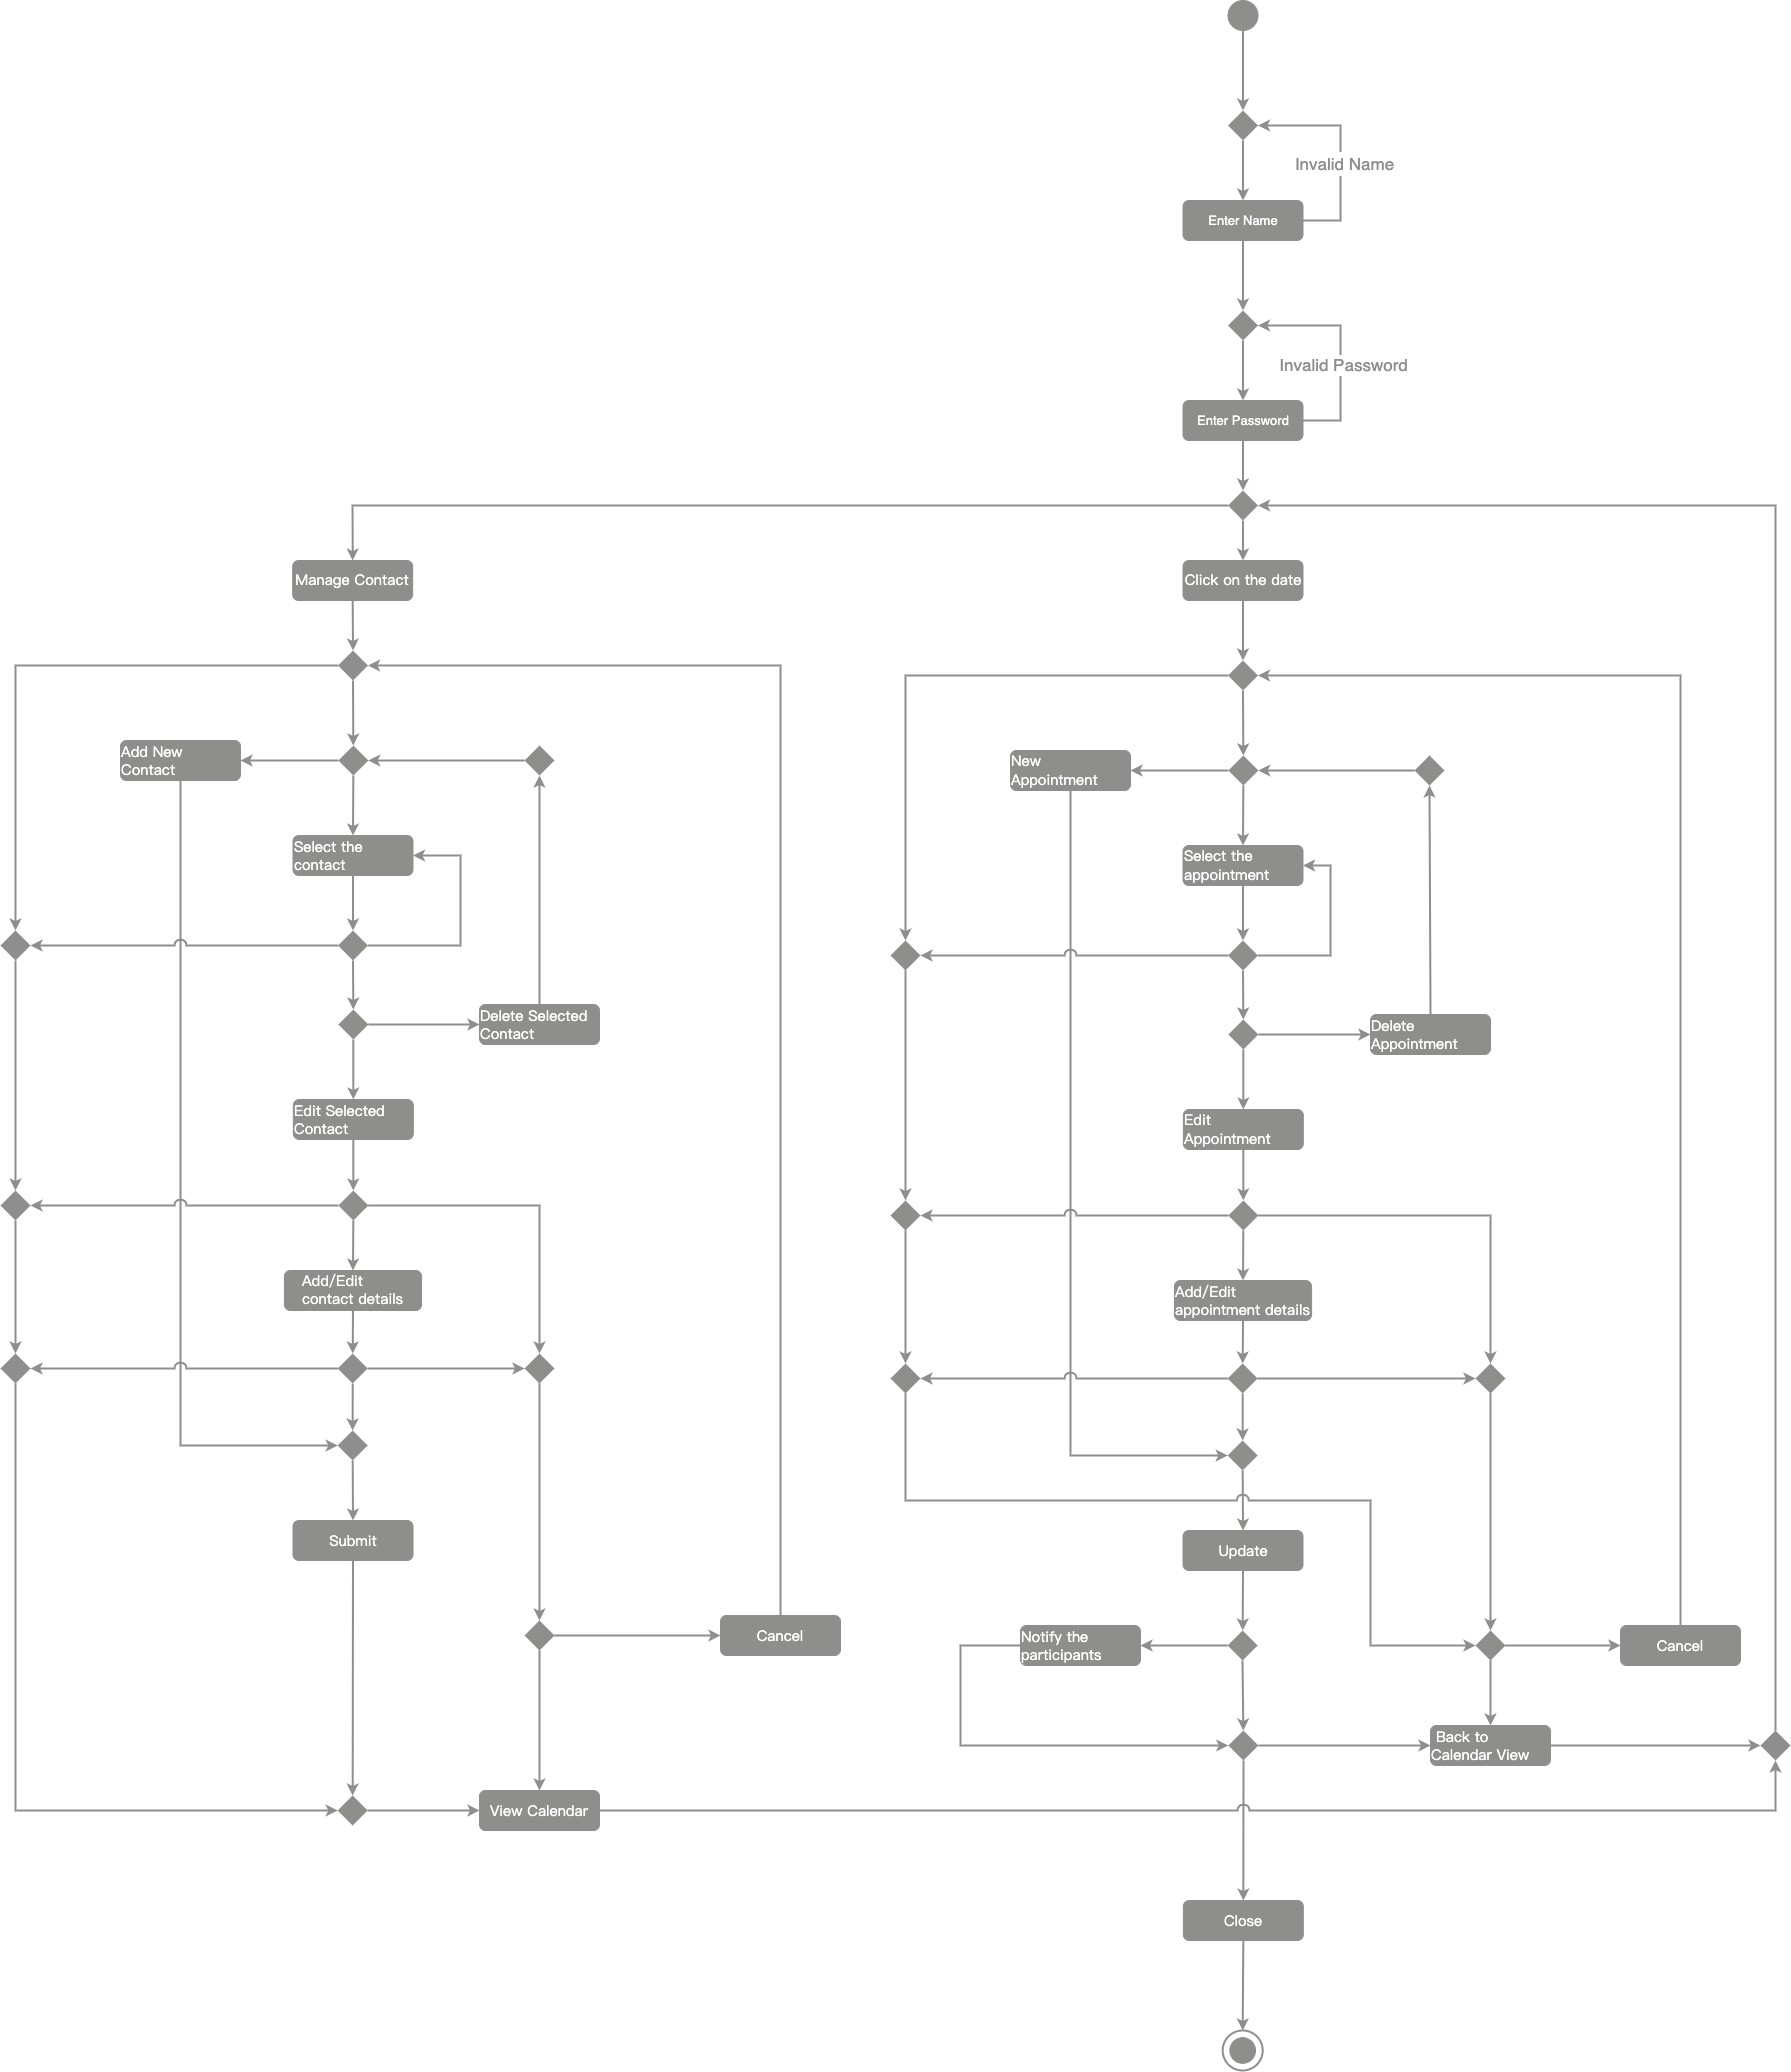 Invalid Name
Enter Name
Invalid Password
Enter Password
Manage Contact
Click on the date
Add New
Contact
New
Appointment
Select the
contact
Select the
appointment
Delete Selected
Contact
Delete
Appointment
Edit Selected
Contact
Edit
Appointment
Add/Edit
contact details
Add/Edit
appointment details
Submit
Update
Cancel
Notify the
participants
Cancel
Back to
Calendar View
View Calendar
Close